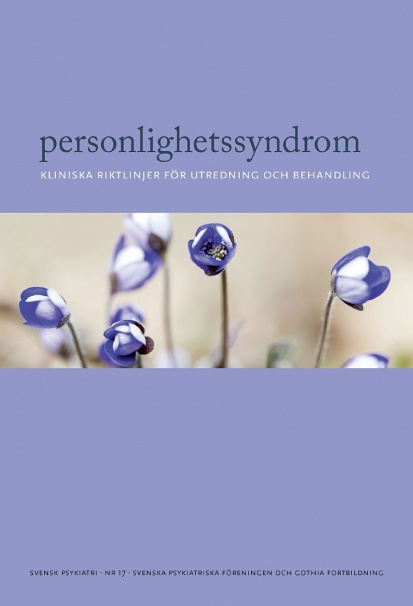 personlighetssyndrom
KLINISKA RIKTLINJER FÖR UTREDNING OCH BEHANDLING
SVENSK PSYKIATRI · NR 17 · SVENSKA PSYKIATRISKA FÖRENINGEN OCH GOTHIA FORTBILDNING